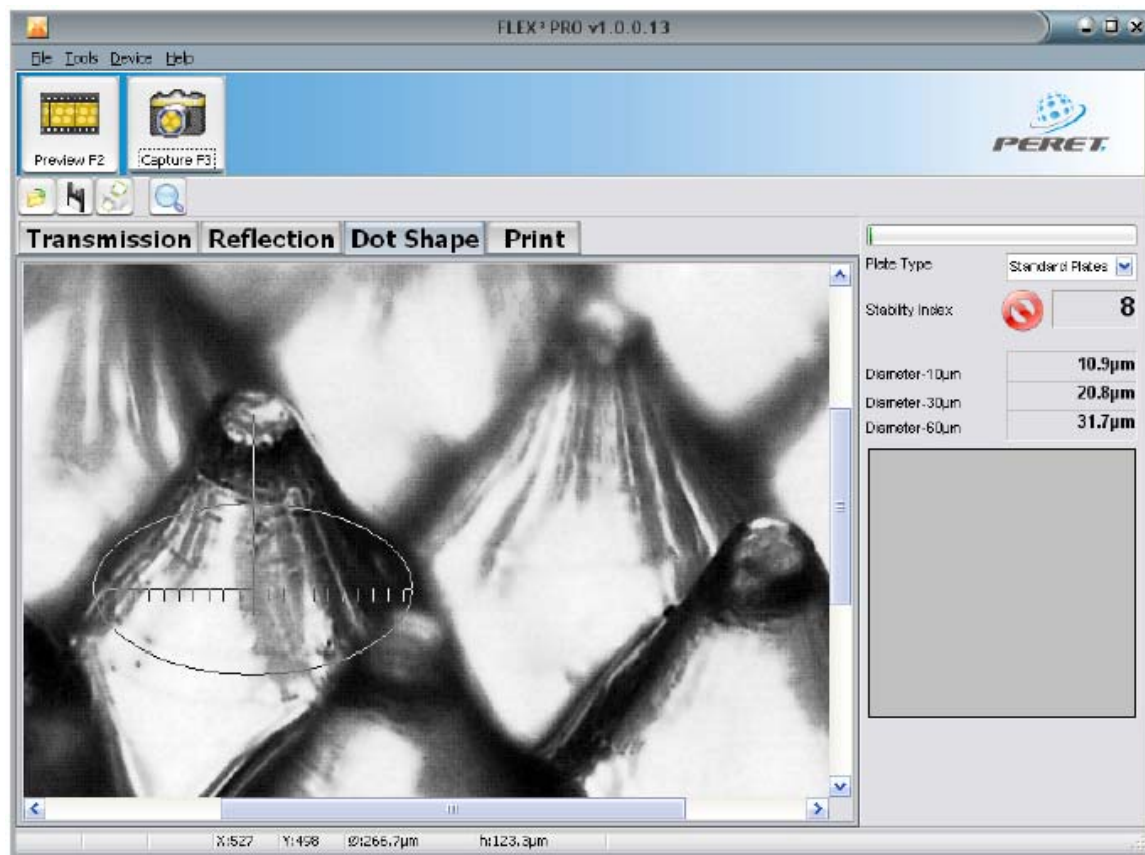 FLEX³ PRO v1.0.0.13
File Tools Device Help
Preview F2
Capture F3
PERET
Transmission Reflection Dot Shape Print
Plate Type Standard Plates
Stability Index 8
Diameter-10µm 10.9µm
Diameter-30µm 20.8µm
Diameter-60µm 31.7µm
X:527 Y:498 Ø:266,7µm h:123,3µm